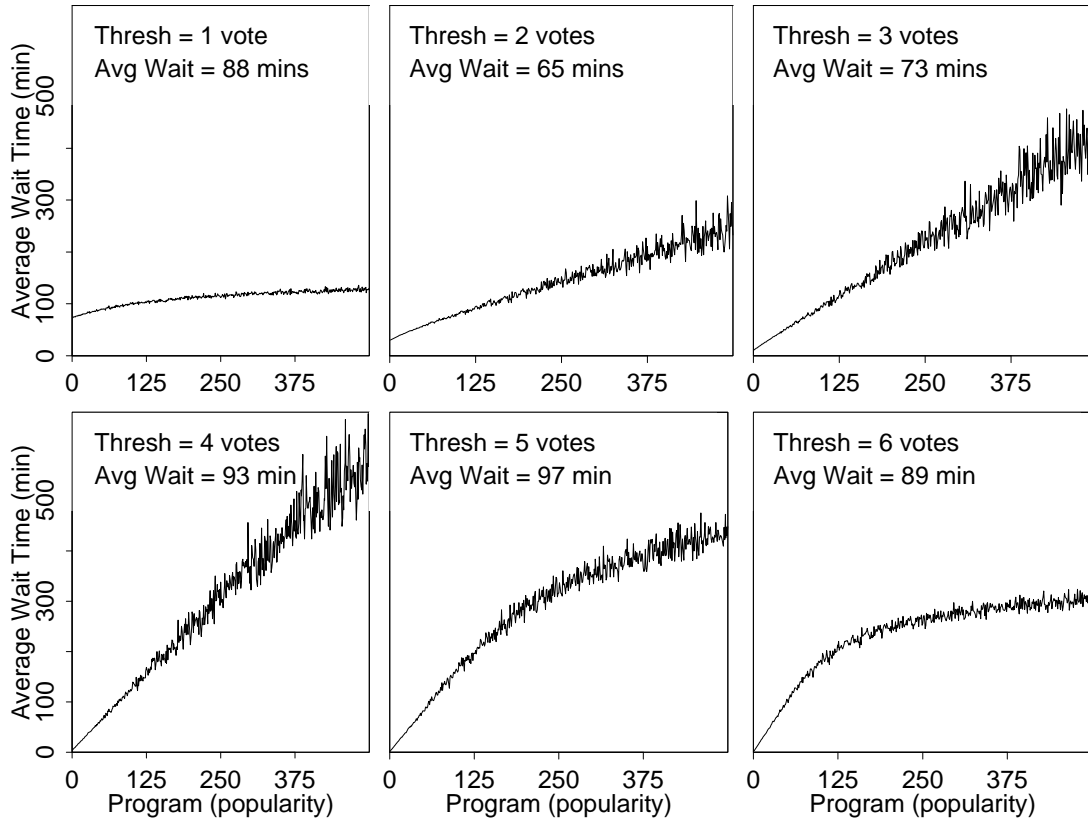 Thresh = 1 vote
Avg Wait = 88 mins
Thresh = 2 votes
Avg Wait = 65 mins
Thresh = 3 votes
Avg Wait = 73 mins
Average Wait Time (min)
500
300
100
0
0 125 250 375
0 125 250 375
0 125 250 375
Thresh = 4 votes
Avg Wait = 93 min
Thresh = 5 votes
Avg Wait = 97 min
Thresh = 6 votes
Avg Wait = 89 min
Average Wait Time (min)
500
300
100
0
0 125 250 375
Program (popularity)
0 125 250 375
Program (popularity)
0 125 250 375
Program (popularity)